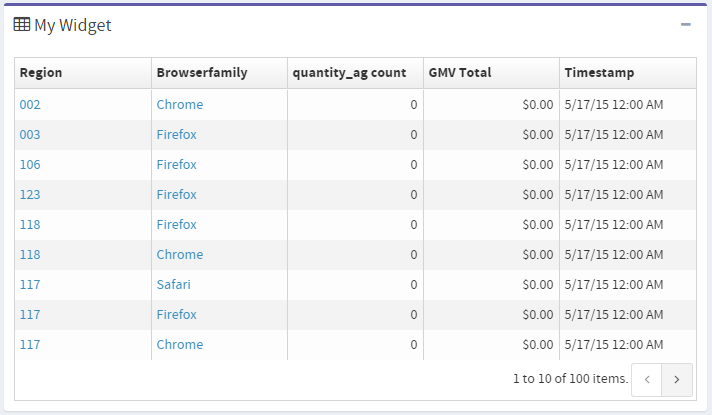 My Widget
Region Browserfamily quantity_ag count GMV Total Timestamp
002 Chrome 0 $0.00 5/17/15 12:00 AM
003 Firefox 0 $0.00 5/17/15 12:00 AM
106 Firefox 0 $0.00 5/17/15 12:00 AM
123 Firefox 0 $0.00 5/17/15 12:00 AM
118 Firefox 0 $0.00 5/17/15 12:00 AM
118 Chrome 0 $0.00 5/17/15 12:00 AM
117 Safari 0 $0.00 5/17/15 12:00 AM
117 Firefox 0 $0.00 5/17/15 12:00 AM
117 Chrome 0 $0.00 5/17/15 12:00 AM
1 to 10 of 100 items.